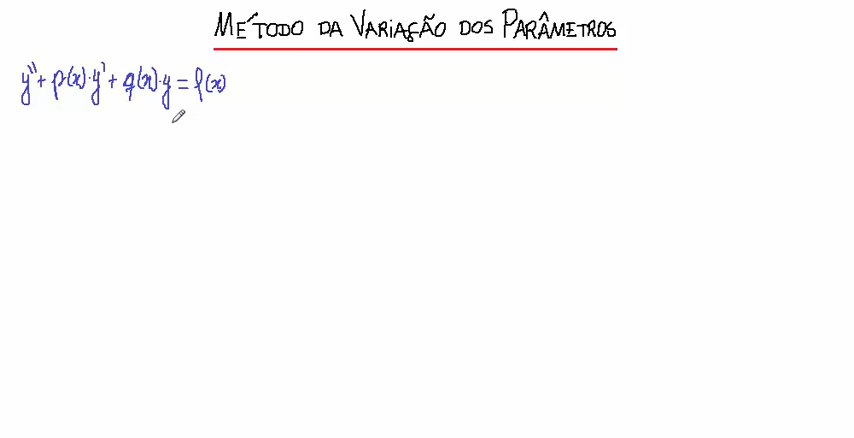 MÉTODO DA VARIAÇÃO DOS PARÂMETROS
y'' + p(x)·y' + q(x)·y = f(x)